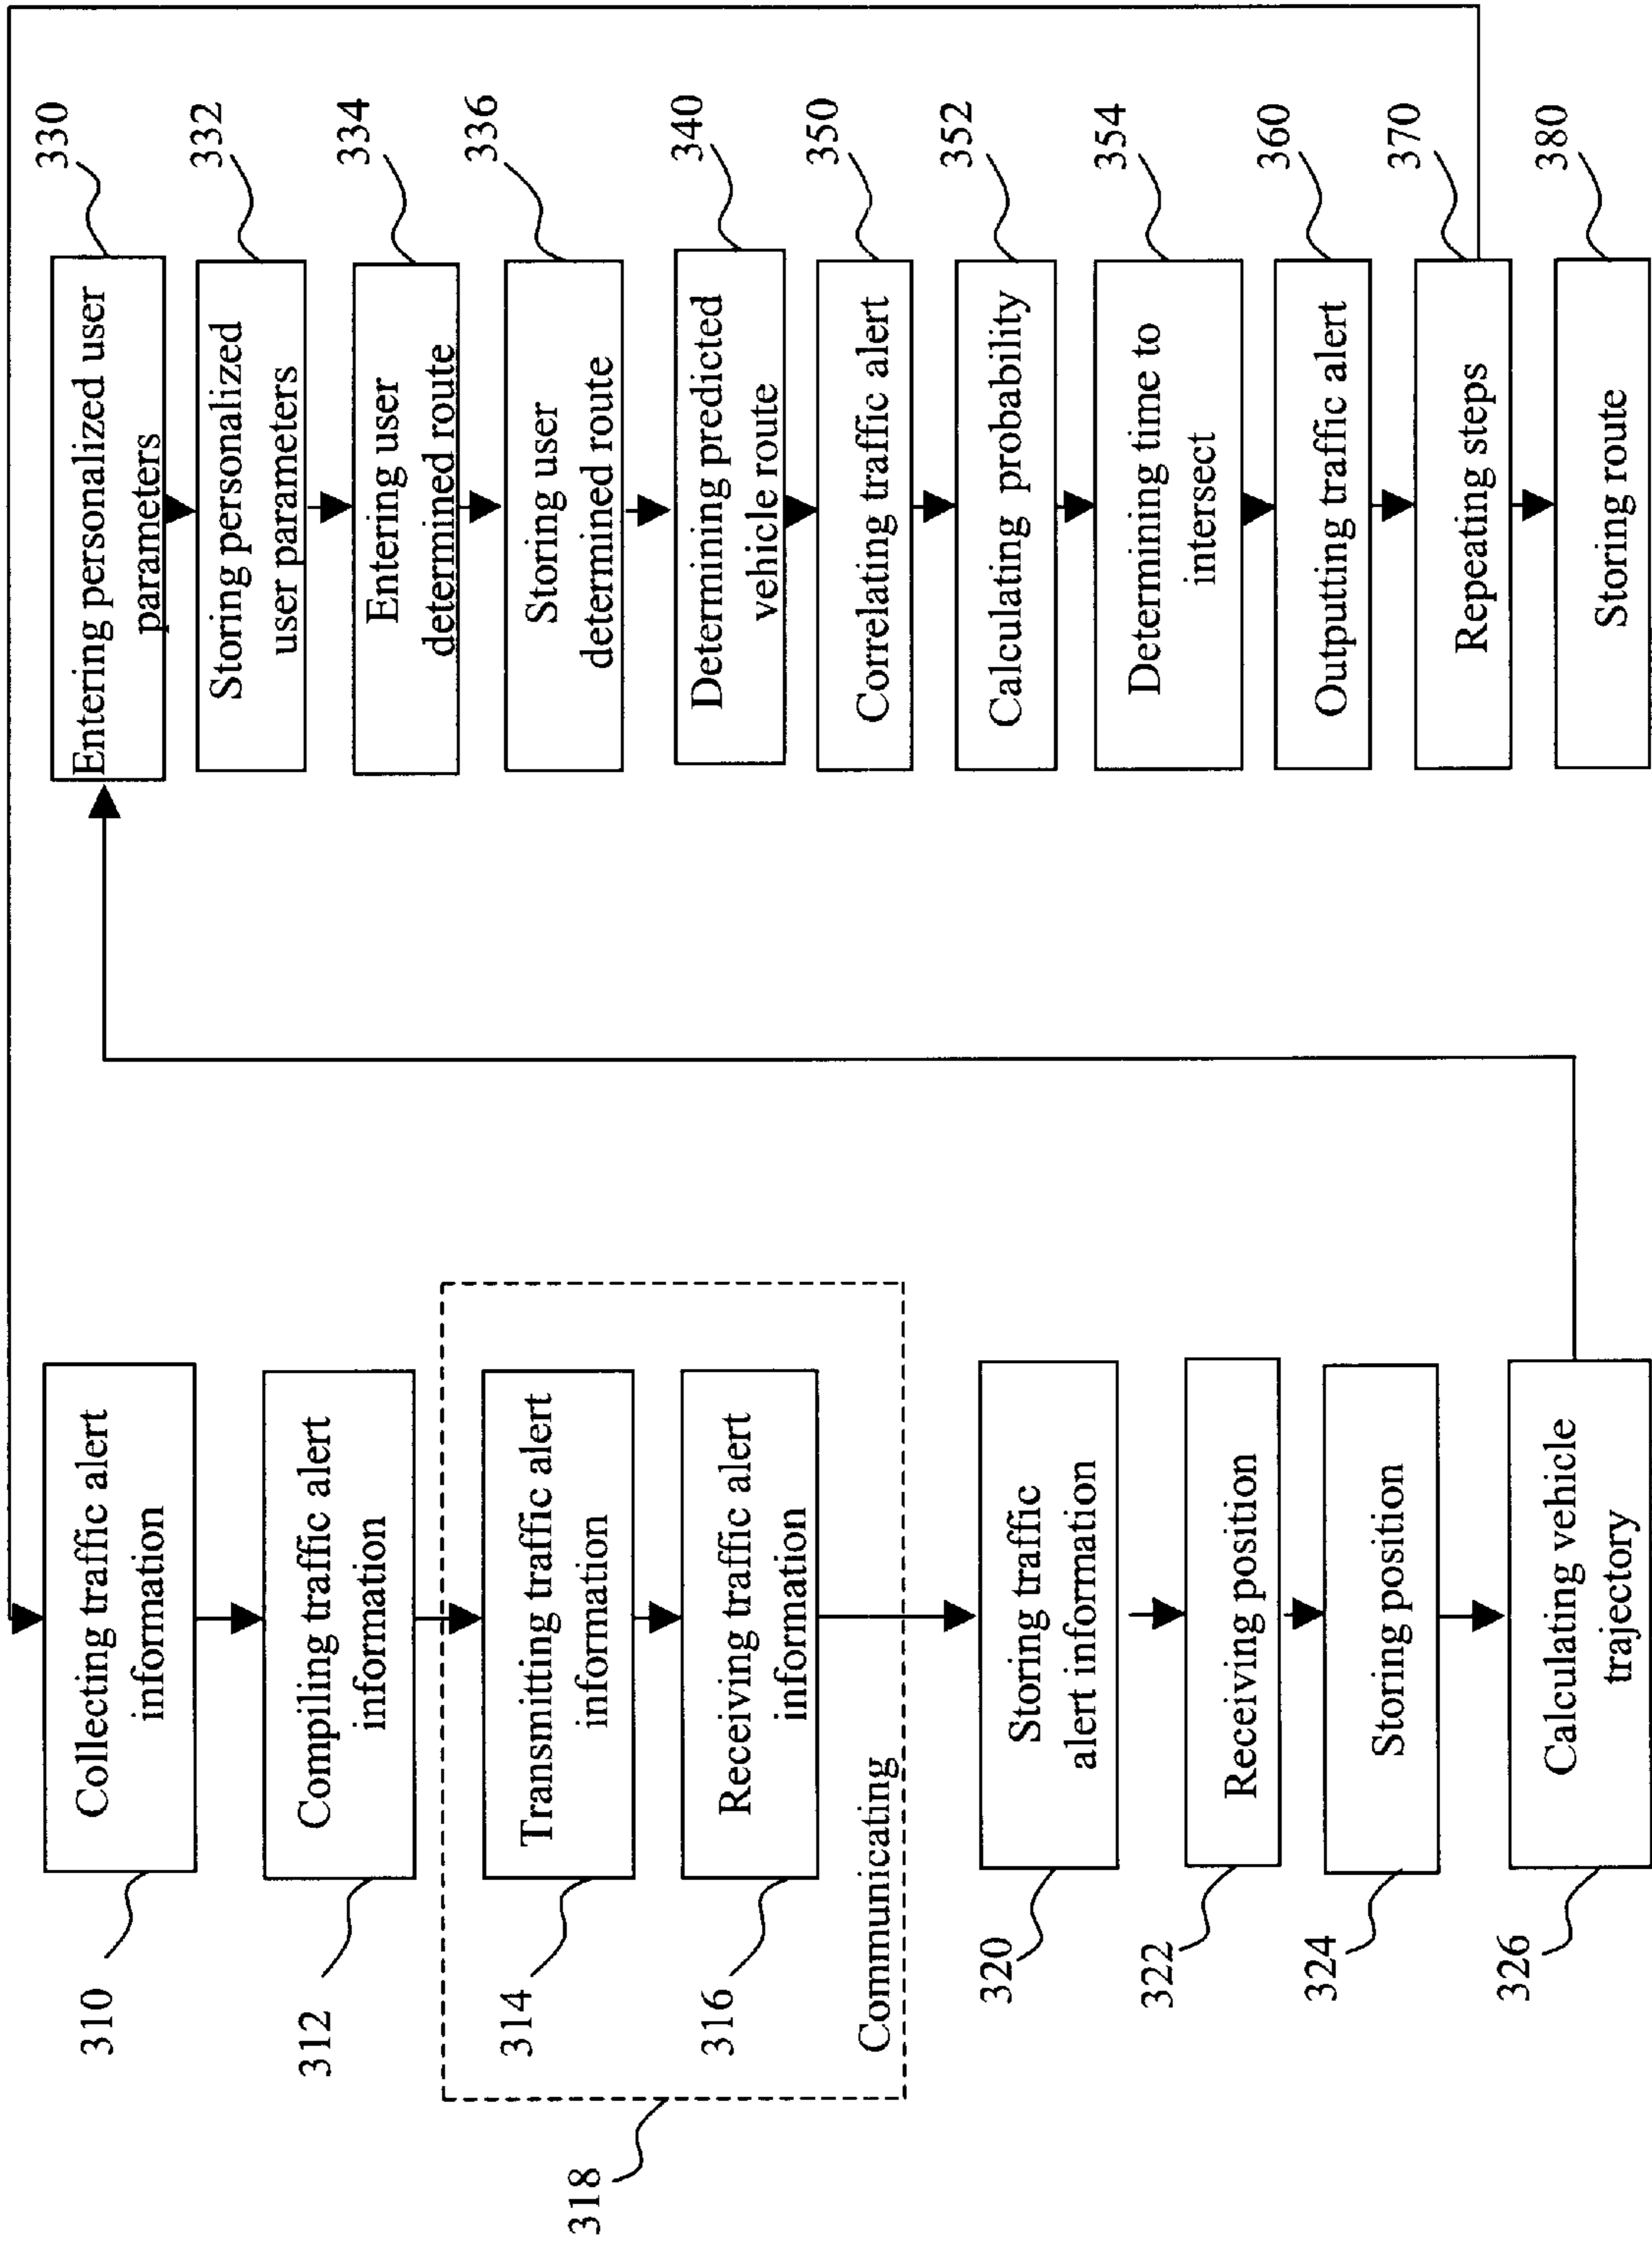 310
Collecting traffic alert
information
312
Compiling traffic alert
information
318
314
Transmitting traffic alert
information
316
Receiving traffic alert
information
Communicating
320
Storing traffic
alert information
322
Receiving position
324
Storing position
326
Calculating vehicle
trajectory
330
Entering personalized user
parameters
332
Storing personalized
user parameters
334
Entering user
determined route
336
Storing user
determined route
340
Determining predicted
vehicle route
350
Correlating traffic alert
352
Calculating probability
354
Determining time to
intersect
360
Outputing traffic alert
370
Repeating steps
380
Storing route